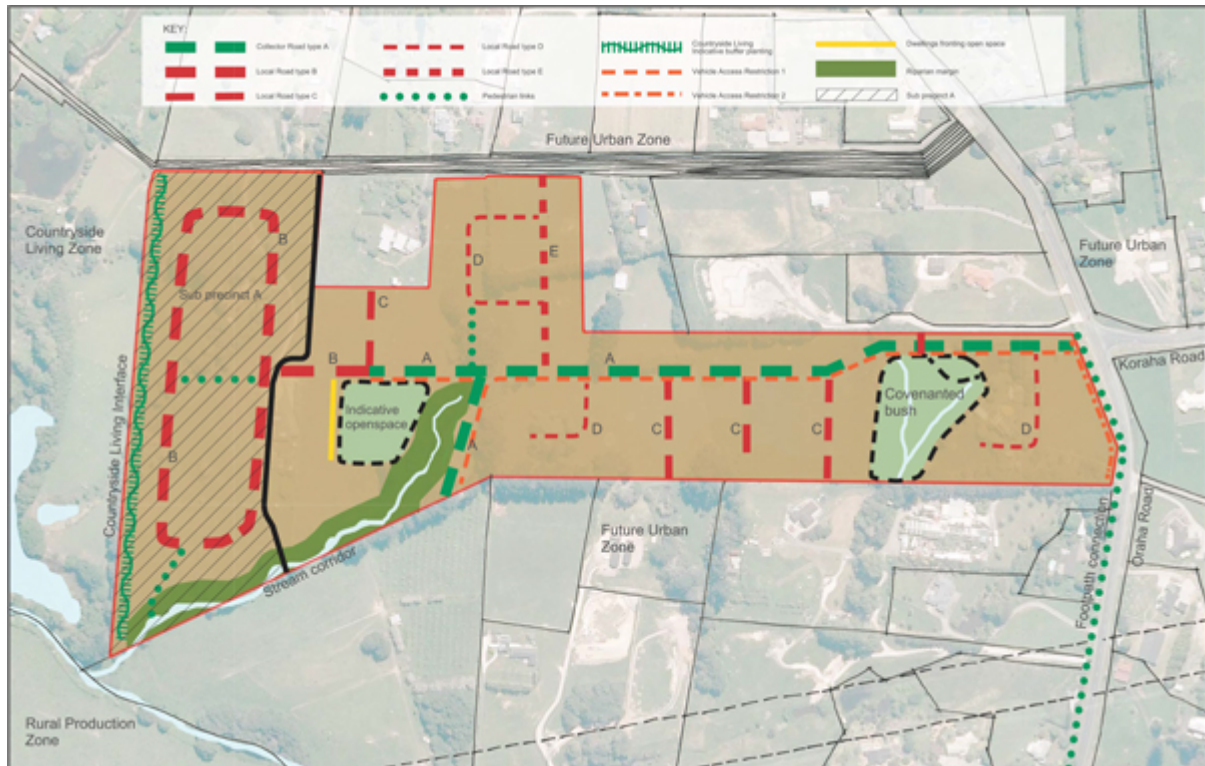 KEY:
Collector Road type A
Local Road type B
Local Road type C
Local Road type D
Local Road type E
Pedestrian links
Countryside Living
Indicative buffer planting
Vehicle Access Restriction 1
Vehicle Access Restriction 2
Dwellings fronting open space
Riparian margin
Sub precinct A
Future Urban Zone
Countryside
Living Zone
Future Urban
Zone
B
Sub precinct A
D
E
C
B
A
A
Koraha Road
Countryside Living Interface
Indicative
openspace
Covenanted
bush
B
A
D
C
C
C
D
Stream corridor
Future Urban
Zone
Footpath connection
Oraha Road
Rural Production
Zone